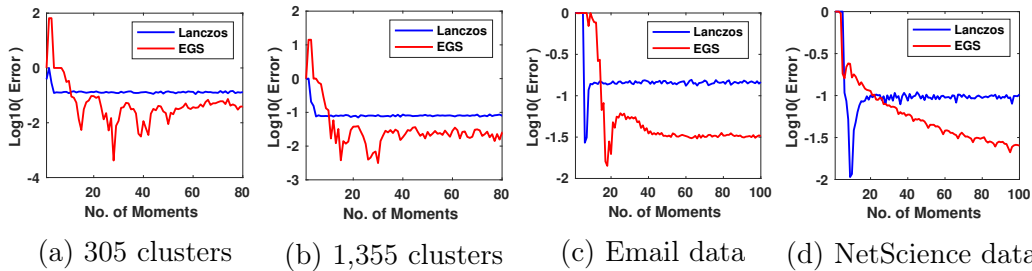 Log10( Error )
2
0
-2
-4
20
40
60
80
No. of Moments
Lanczos
EGS
(a) 305 clusters
Log10( Error )
2
1
0
-1
-2
-3
20
40
60
80
No. of Moments
Lanczos
EGS
(b) 1,355 clusters
Log10( Error )
0
-0.5
-1
-1.5
-2
20
40
60
80
100
No. of Moments
Lanczos
EGS
(c) Email data
Log10( Error )
0
-0.5
-1
-1.5
-2
20
40
60
80
100
No. of Moments
Lanczos
EGS
(d) NetScience data